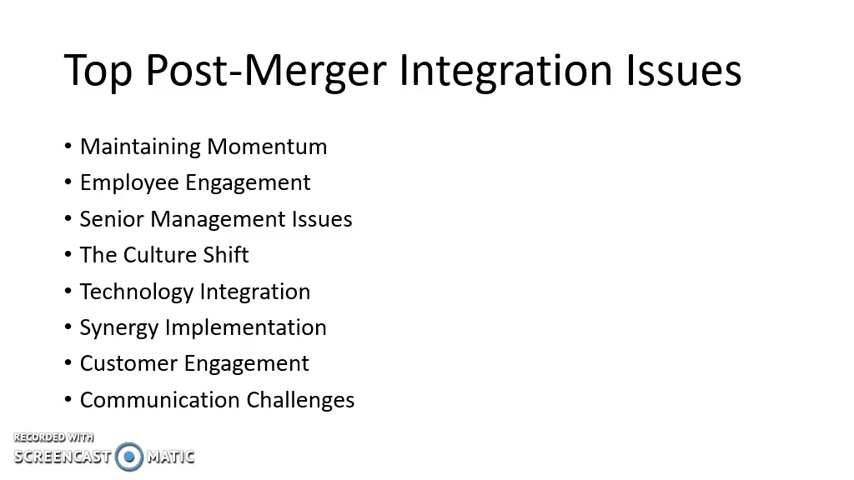 Top Post-Merger Integration Issues
• Maintaining Momentum
• Employee Engagement
• Senior Management Issues
• The Culture Shift
• Technology Integration
• Synergy Implementation
• Customer Engagement
• Communication Challenges
RECORDED WITH
SCREENCAST MATIC